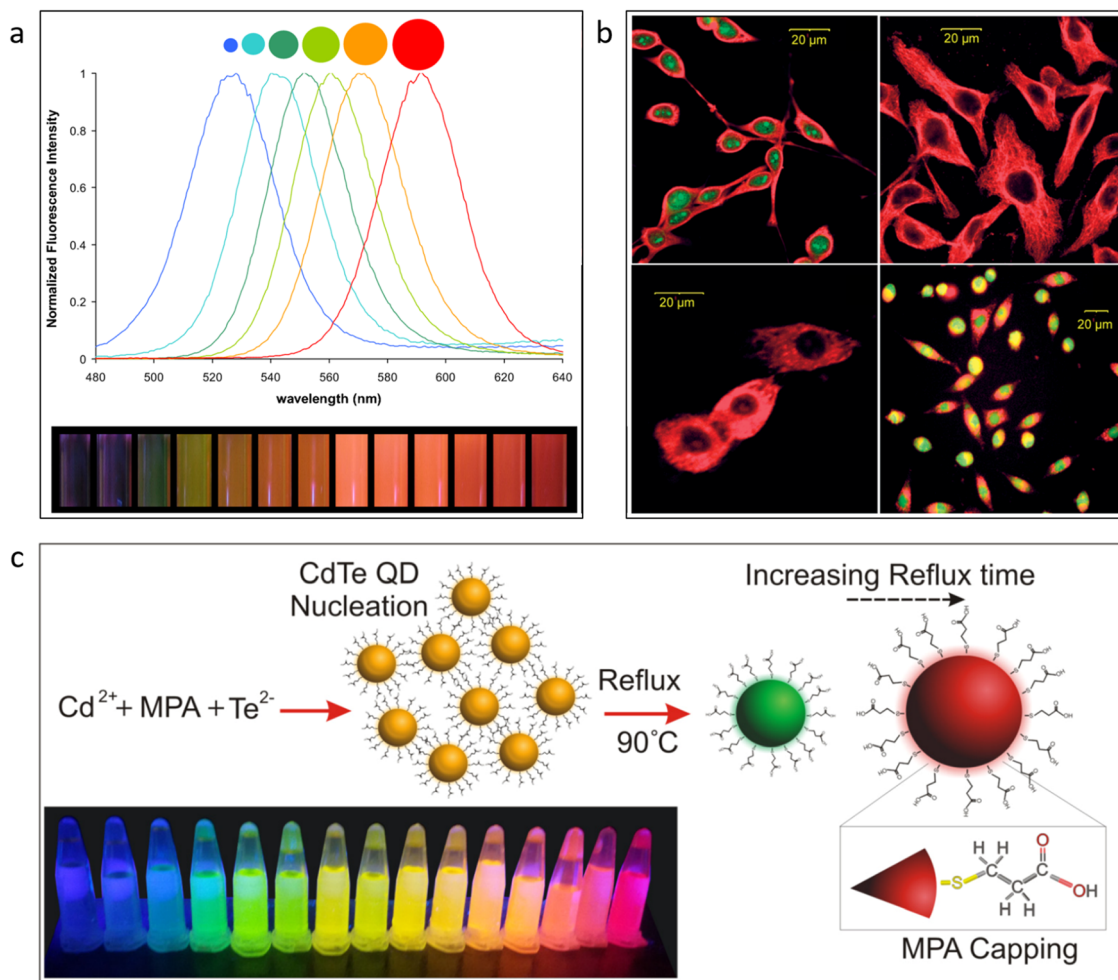 a
1
0.8
0.6
0.4
0.2
0
Normalized Fluorescence Intensity
480 500 520 540 560 580 600 620 640
wavelength (nm)
b
20 µm
20 µm
20 µm
20 µm
c
CdTe QD
Nucleation
Increasing Reflux time
Cd²⁺+ MPA + Te²⁻
Reflux
90°C
HO
OH
H H O
S C C
C OH
H H
MPA Capping